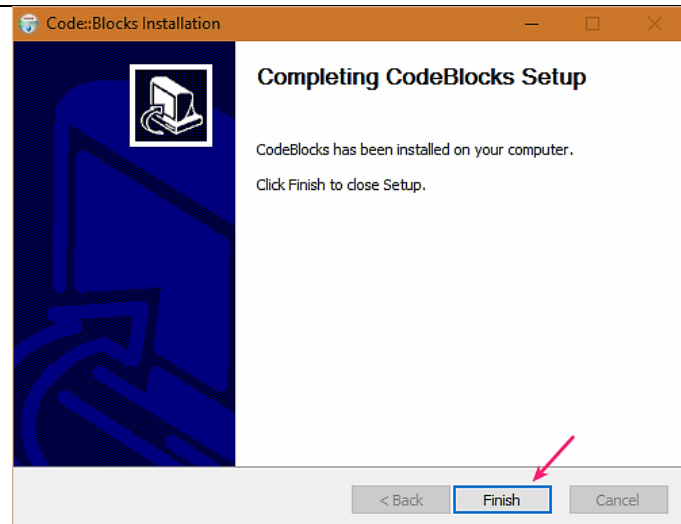 Code::Blocks Installation
Completing CodeBlocks Setup
CodeBlocks has been installed on your computer.
Click Finish to close Setup.
< Back Finish Cancel